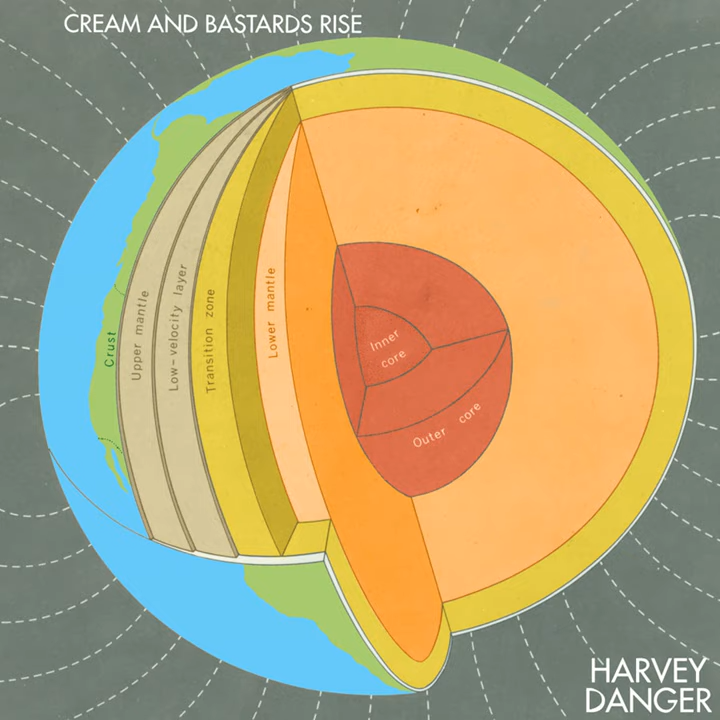 CREAM AND BASTARDS RISE
Crust
Upper mantle
Low-velocity layer
Transition zone
Lower mantle
Inner
core
Outer core
HARVEY
DANGER